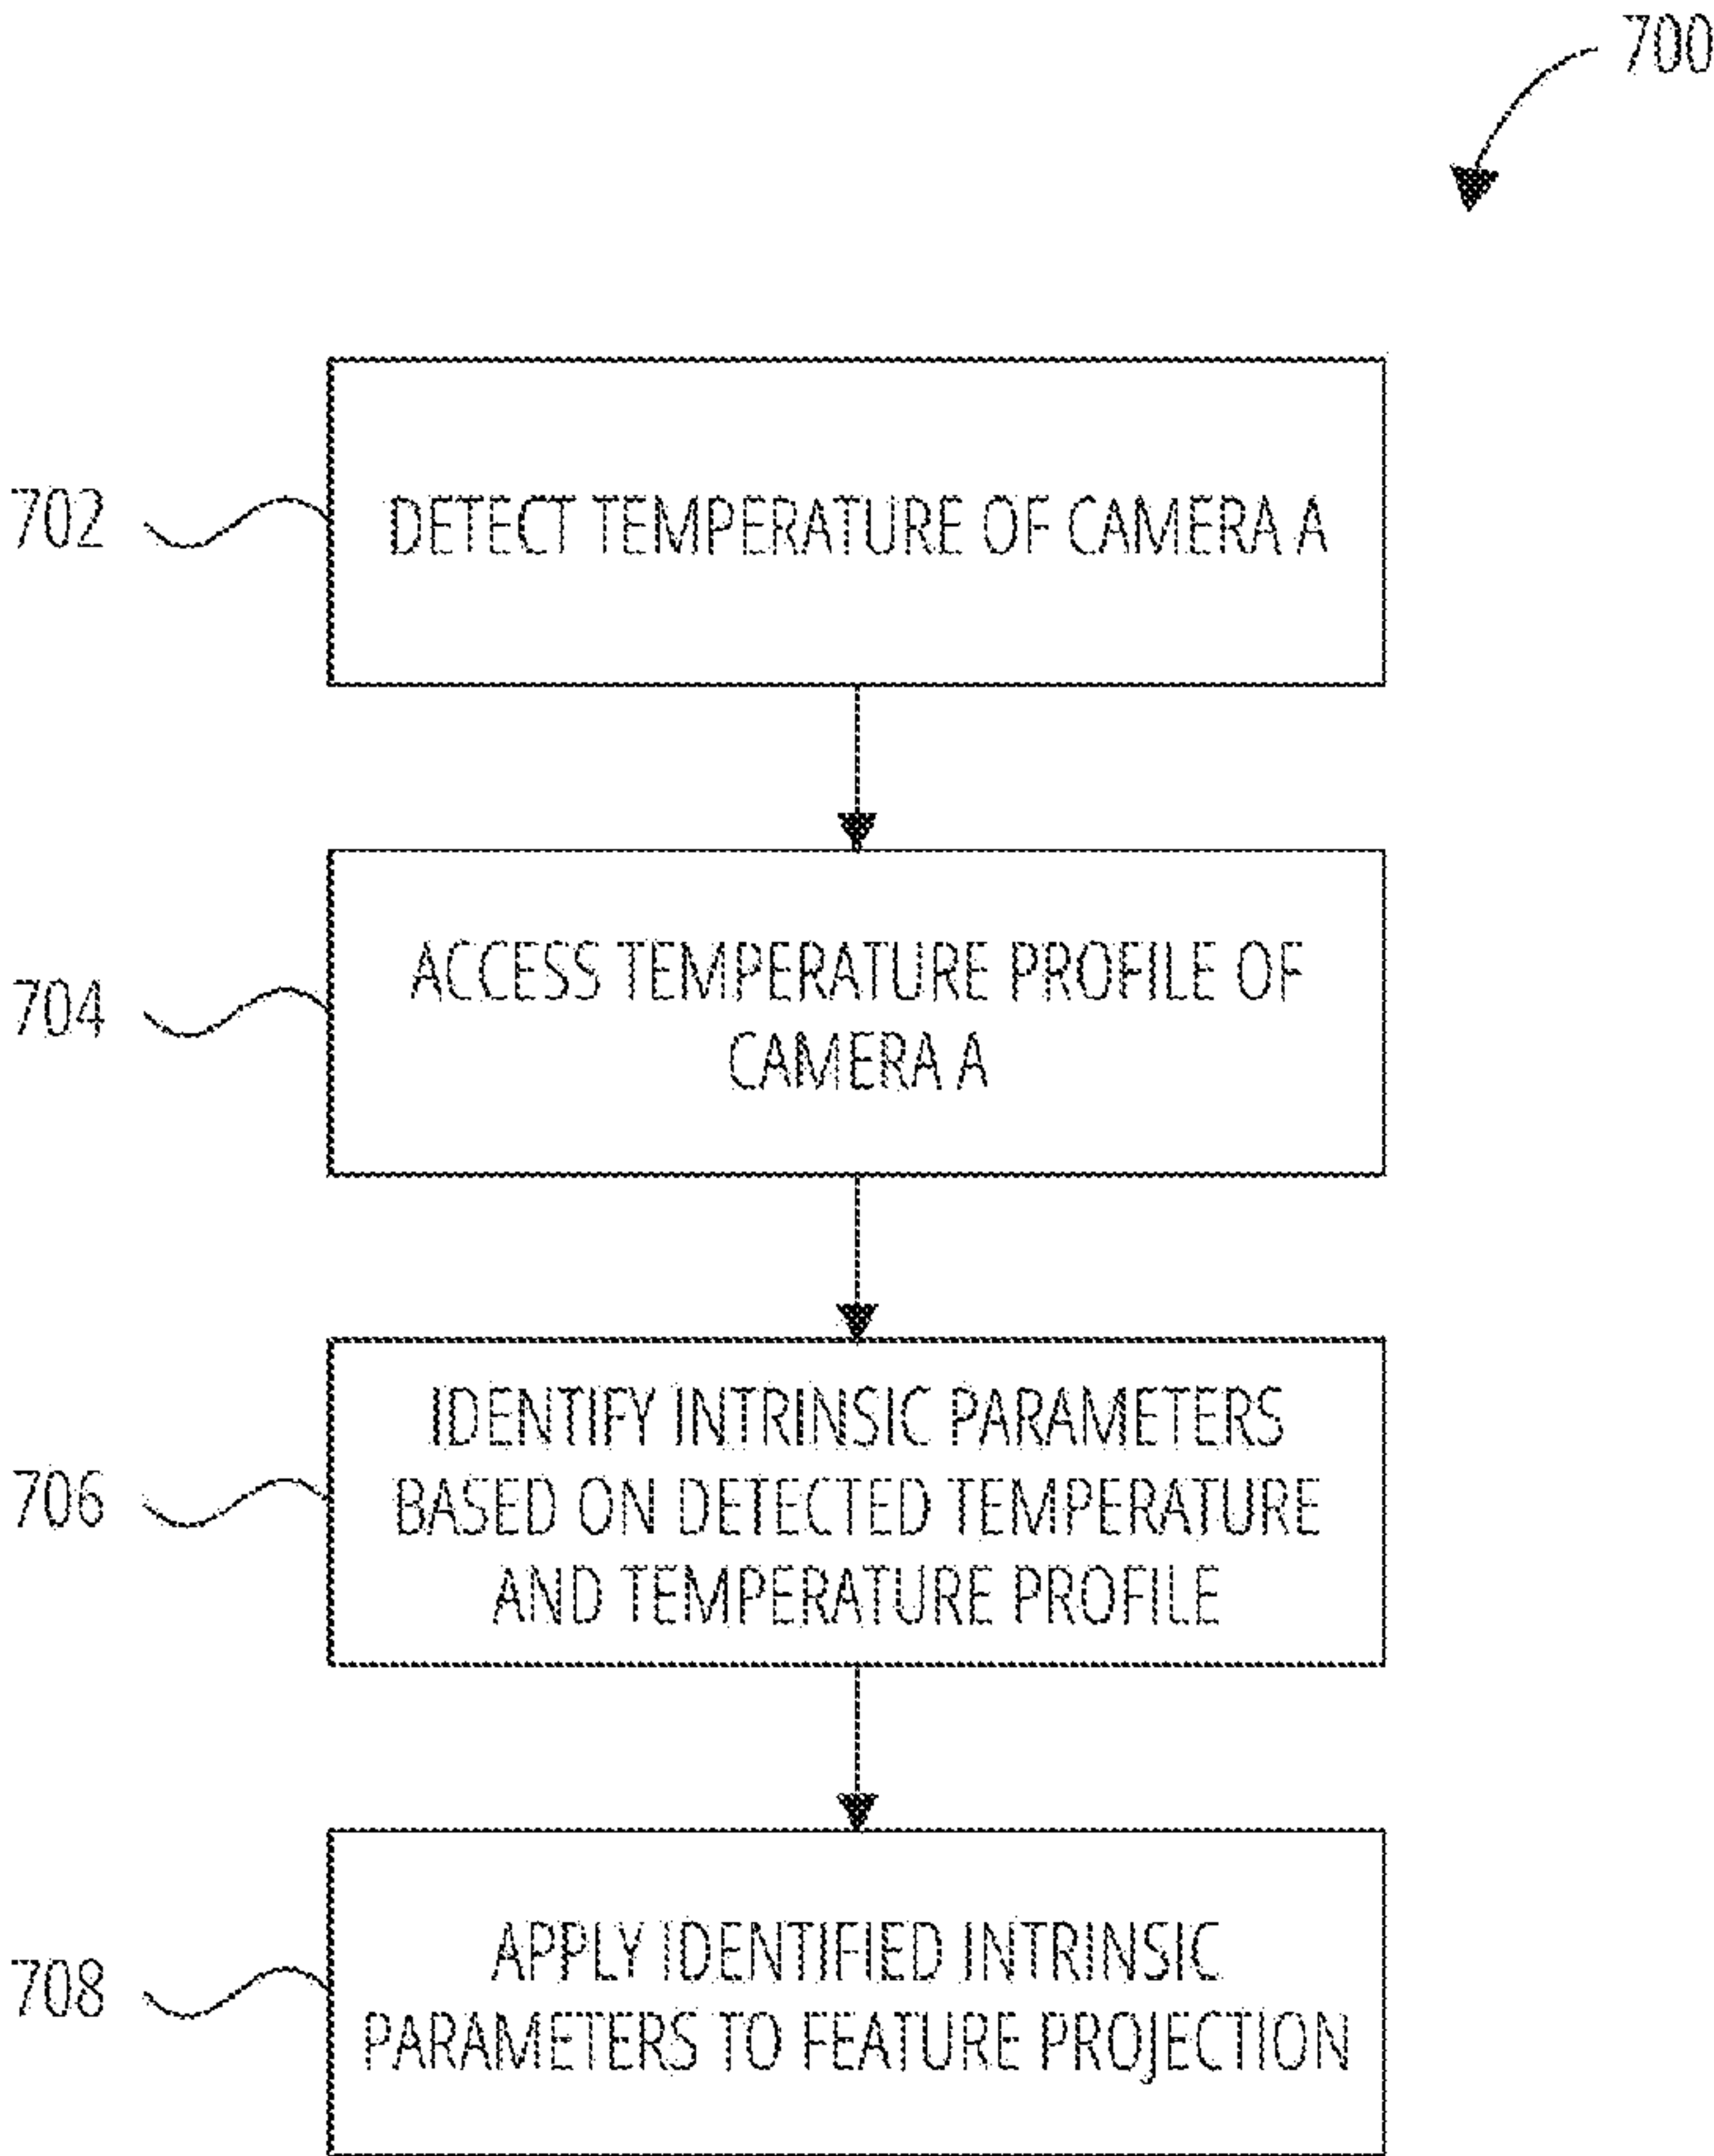 700
702
DETECT TEMPERATURE OF CAMERA A
704
ACCESS TEMPERATURE PROFILE OF
CAMERA A
706
IDENTIFY INTRINSIC PARAMETERS
BASED ON DETECTED TEMPERATURE
AND TEMPERATURE PROFILE
708
APPLY IDENTIFIED INTRINSIC
PARAMETERS TO FEATURE PROJECTION